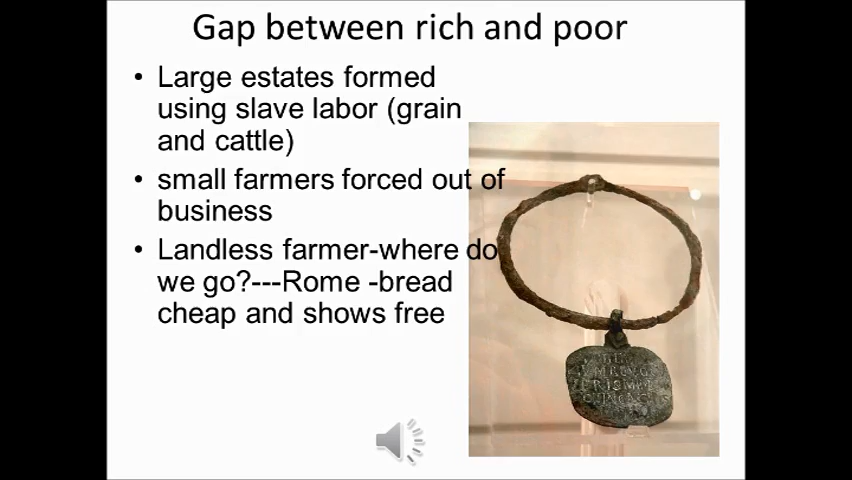 Gap between rich and poor
• Large estates formed
using slave labor (grain
and cattle)
• small farmers forced out of
business
• Landless farmer-where do
we go?---Rome -bread
cheap and shows free